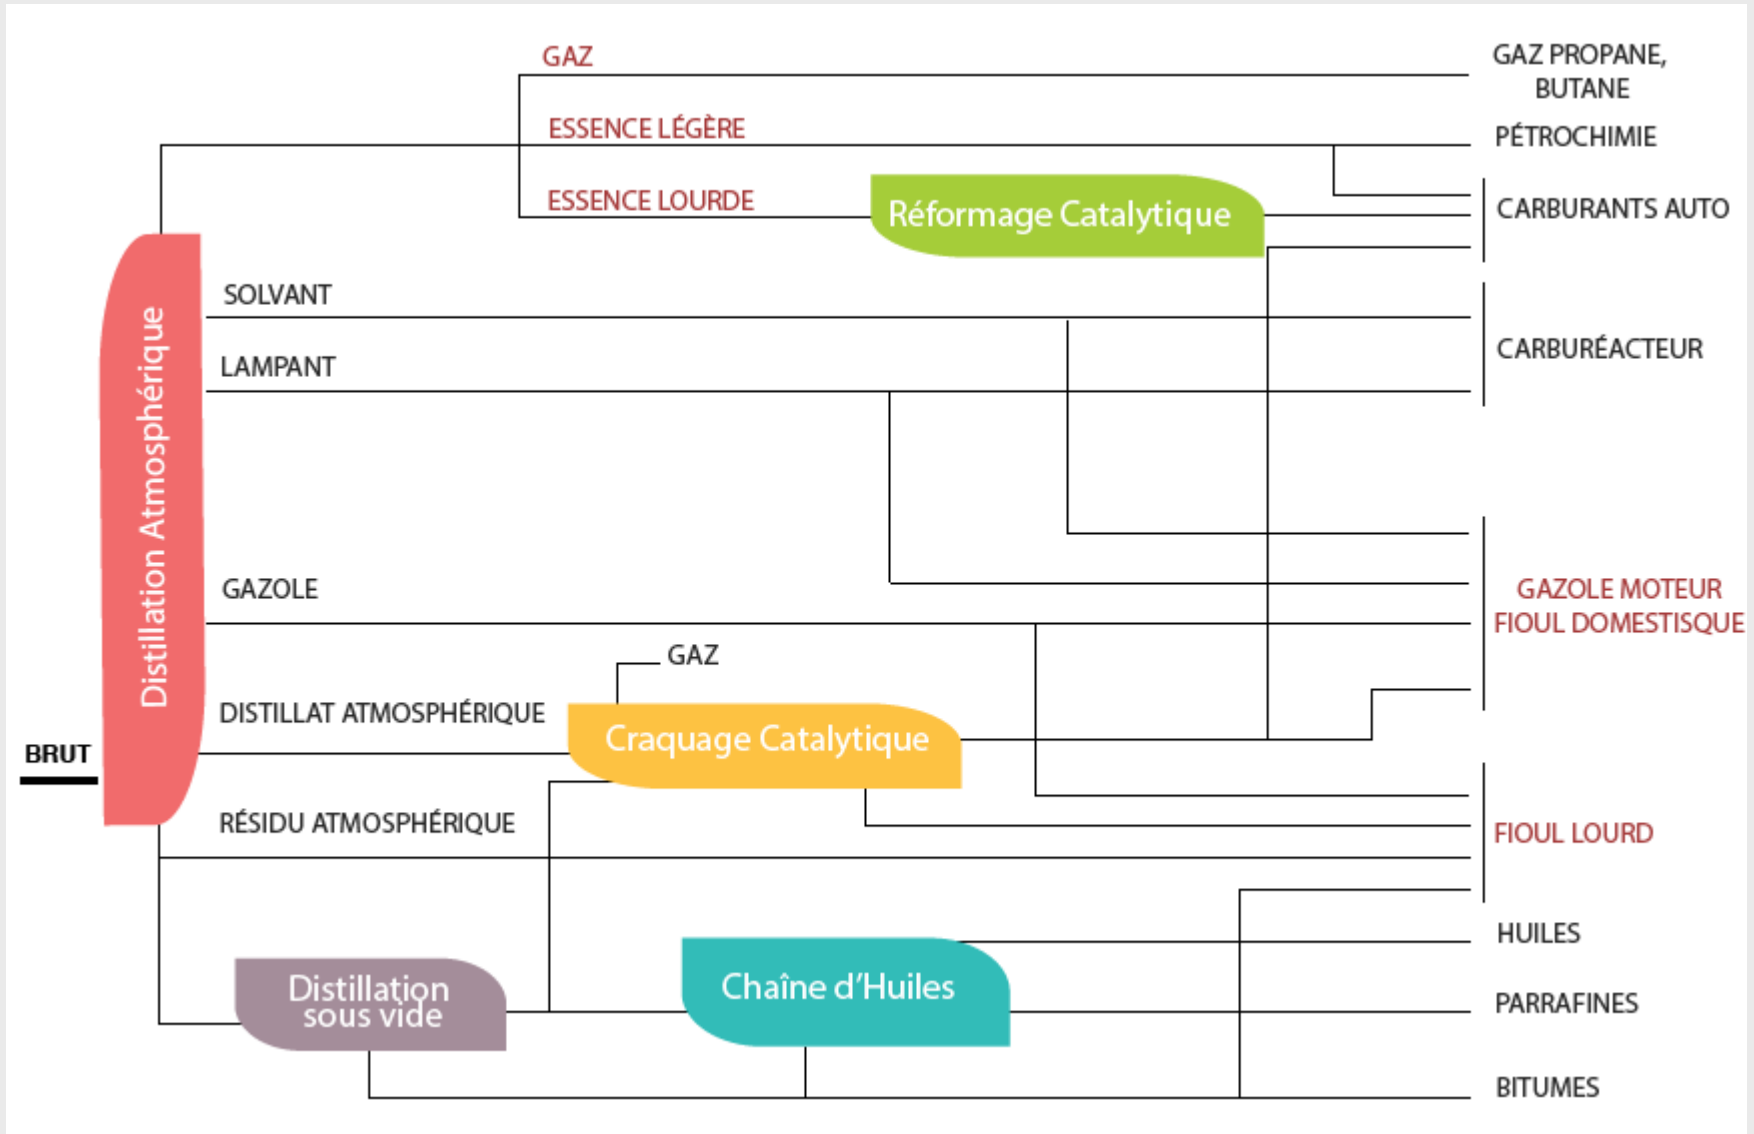 GAZ
GAZ PROPANE,
BUTANE
ESSENCE LÉGÈRE
PÉTROCHIMIE
ESSENCE LOURDE
Réformage Catalytique
CARBURANTS AUTO
SOLVANT
CARBURÉACTEUR
LAMPANT
Distillation Atmosphérique
GAZOLE
GAZOLE MOTEUR
FIOUL DOMESTISQUE
GAZ
DISTILLAT ATMOSPHÉRIQUE
Craquage Catalytique
BRUT
RÉSIDU ATMOSPHÉRIQUE
FIOUL LOURD
HUILES
Distillation
sous vide
Chaîne d'Huiles
PARRAFINES
BITUMES